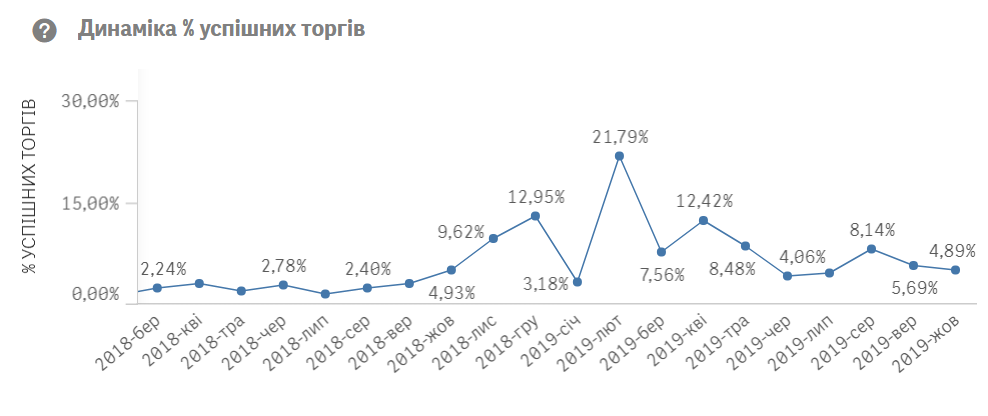 ?
Динаміка % успішних торгів
% УСПІШНИХ ТОРГІВ
30,00%
15,00%
0,00%
2,24%
2,78%
2,40%
4,93%
9,62%
12,95%
3,18%
21,79%
7,56%
12,42%
8,48%
4,06%
8,14%
5,69%
4,89%
2018-бер
2018-кві
2018-тра
2018-чер
2018-лип
2018-сер
2018-вер
2018-жов
2018-лис
2018-гру
2019-січ
2019-лют
2019-бер
2019-кві
2019-тра
2019-чер
2019-лип
2019-сер
2019-вер
2019-жов